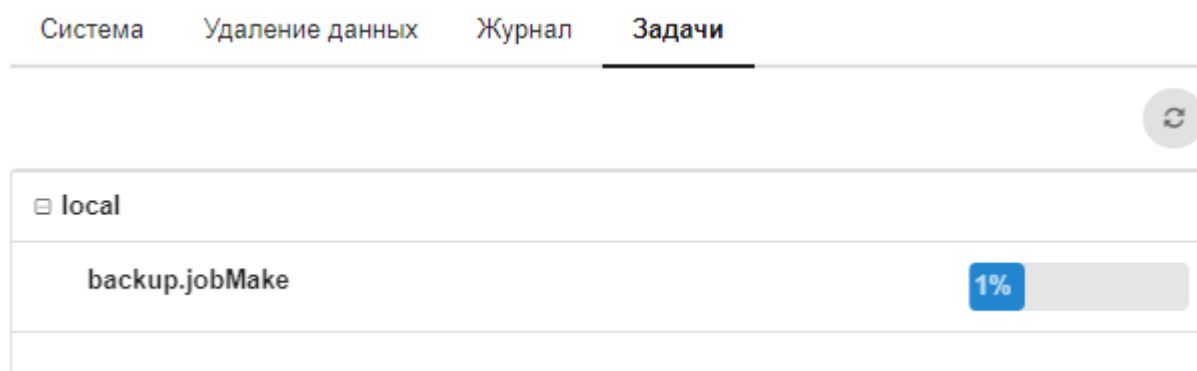 Система Удаление данных Журнал Задачи
local
backup.jobMake 1%